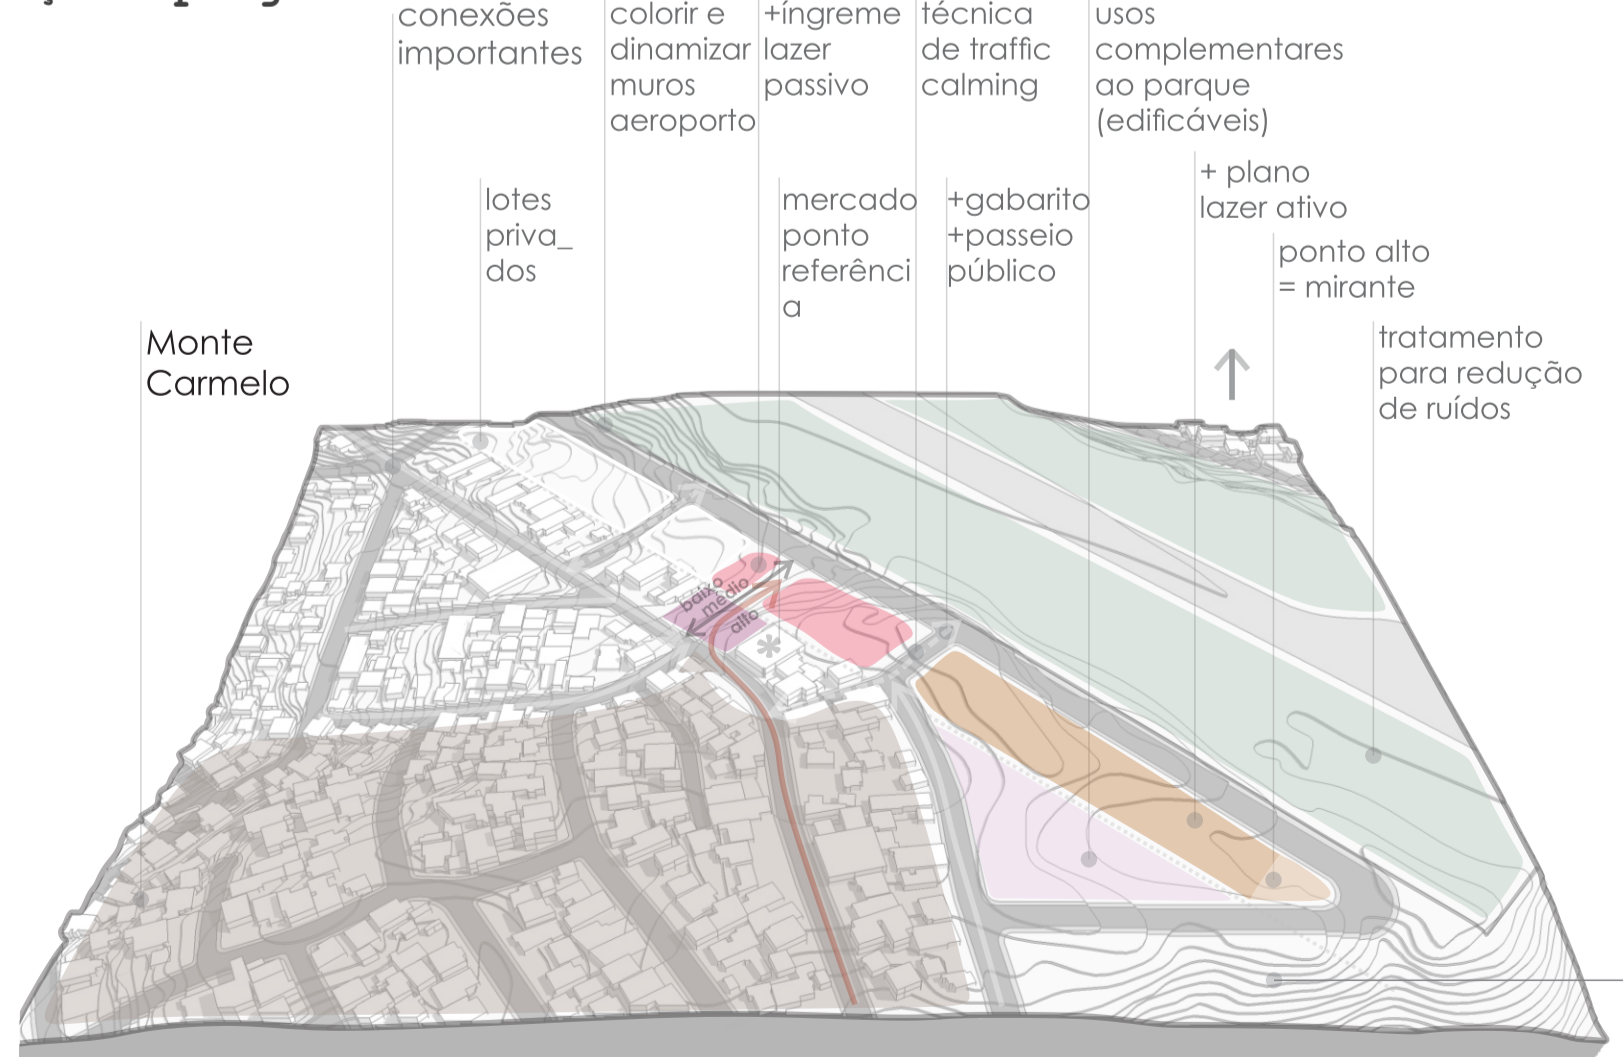 conexões
importantes
colorir e
dinamizar
muros
aeroporto
+íngreme
lazer
passivo
técnica
de traffic
calming
usos
complementares
ao parque
(edificáveis)
lotes
priva_
dos
mercado
ponto
referênci
a
+gabarito
+passeio
público
+ plano
lazer ativo
ponto alto
= mirante
tratamento
para redução
de ruídos
Monte
Carmelo
baixo
médio
alto